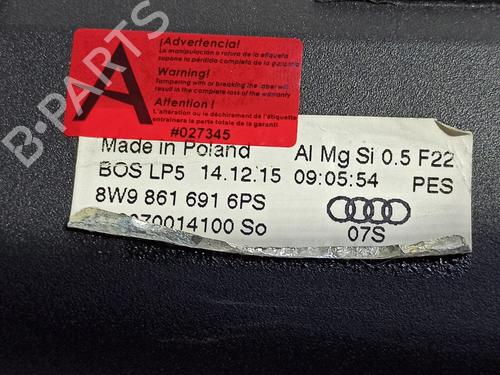 B-PARTS
A
¡Advertencia!
La manipulación o rotura de la etiqueta
supone la pérdida completa de la garantía
Warning!
Tampering with or breaking the label will
result in the complete loss of the warranty
Attention !
L'altération ou le déchirement de l'étiquette
entraînera la perte totale de la garanti
#027345
Made in Poland Al Mg Si 0.5 F22
BOS LP5 14.12.15 09:05:54 PES
8W9 861 691 6PS
070014100 So 07S